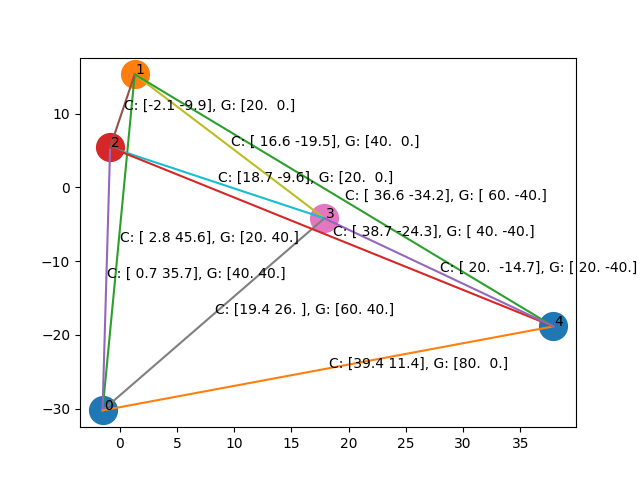 1
10
C: [-2.1 -9.9], G: [20.  0.]
2
C: [ 16.6 -19.5], G: [40.  0.]
C: [18.7 -9.6], G: [20.  0.]
0
C: [ 36.6 -34.2], G: [ 60. -40.]
3
C: [ 2.8 45.6], G: [20. 40.]
C: [ 38.7 -24.3], G: [ 40. -40.]
−10
C: [ 0.7 35.7], G: [40. 40.]
C: [ 20.  -14.7], G: [ 20. -40.]
C: [19.4 26. ], G: [60. 40.]
4
−20
C: [39.4 11.4], G: [80.  0.]
0
−30
0 5 10 15 20 25 30 35